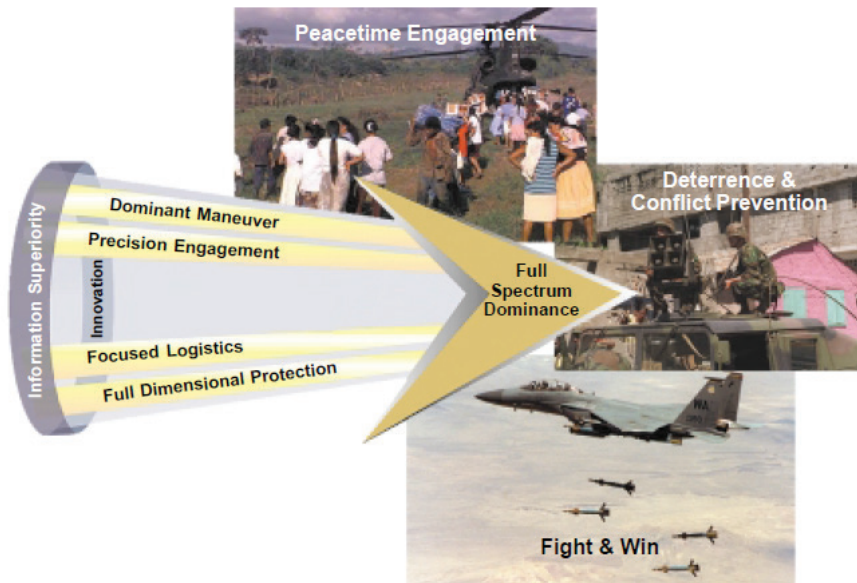 Peacetime Engagement
Deterrence &
Conflict Prevention
Information Superiority
Innovation
Dominant Maneuver
Precision Engagement
Focused Logistics
Full Dimensional Protection
Full
Spectrum
Dominance
WA
Fight & Win